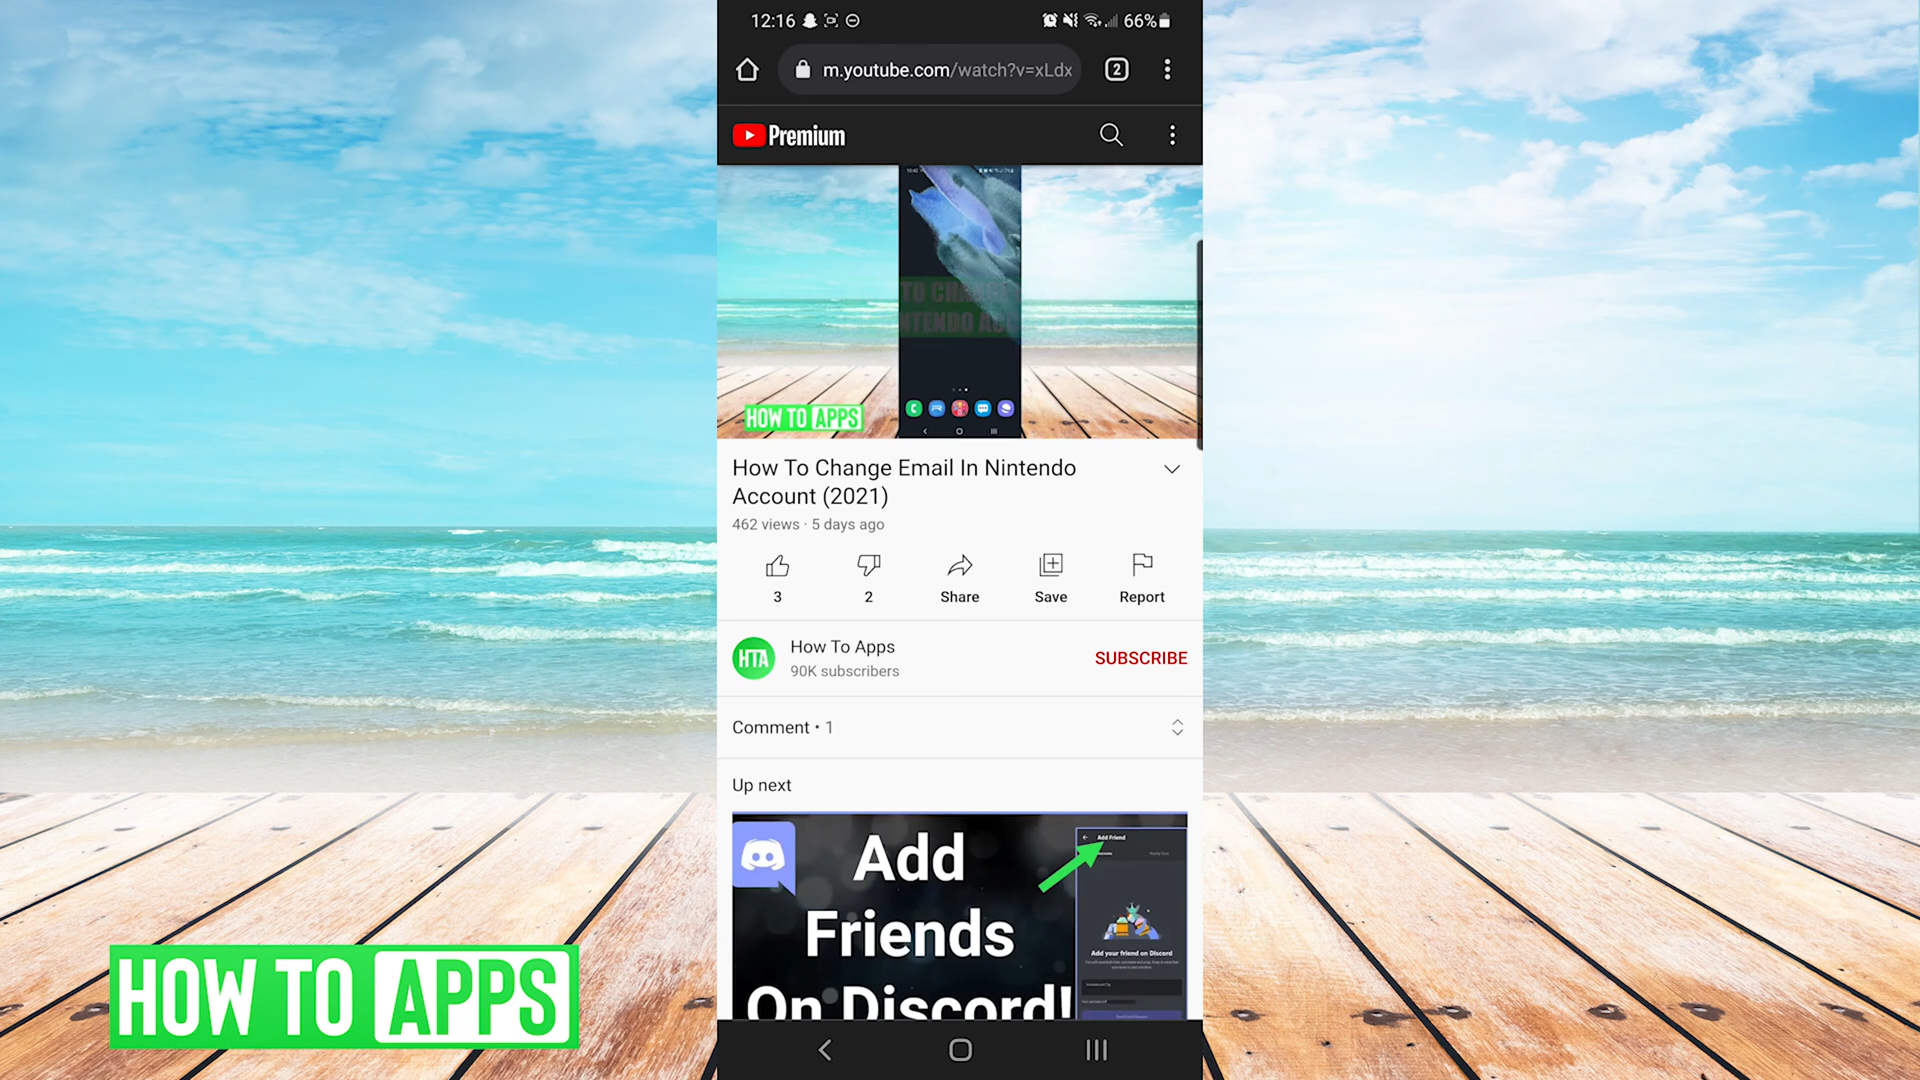 12:16
66%
m.youtube.com/watch?v=xLdx
2
Premium
HOW TO APPS
How To Change Email In Nintendo
Account (2021)
462 views · 5 days ago
3
2
Share
Save
Report
HTA
How To Apps
90K subscribers
SUBSCRIBE
Comment • 1
Up next
Add
Friends
On Discord!
Add Friend
Add your friend on Discord
HOW TO APPS